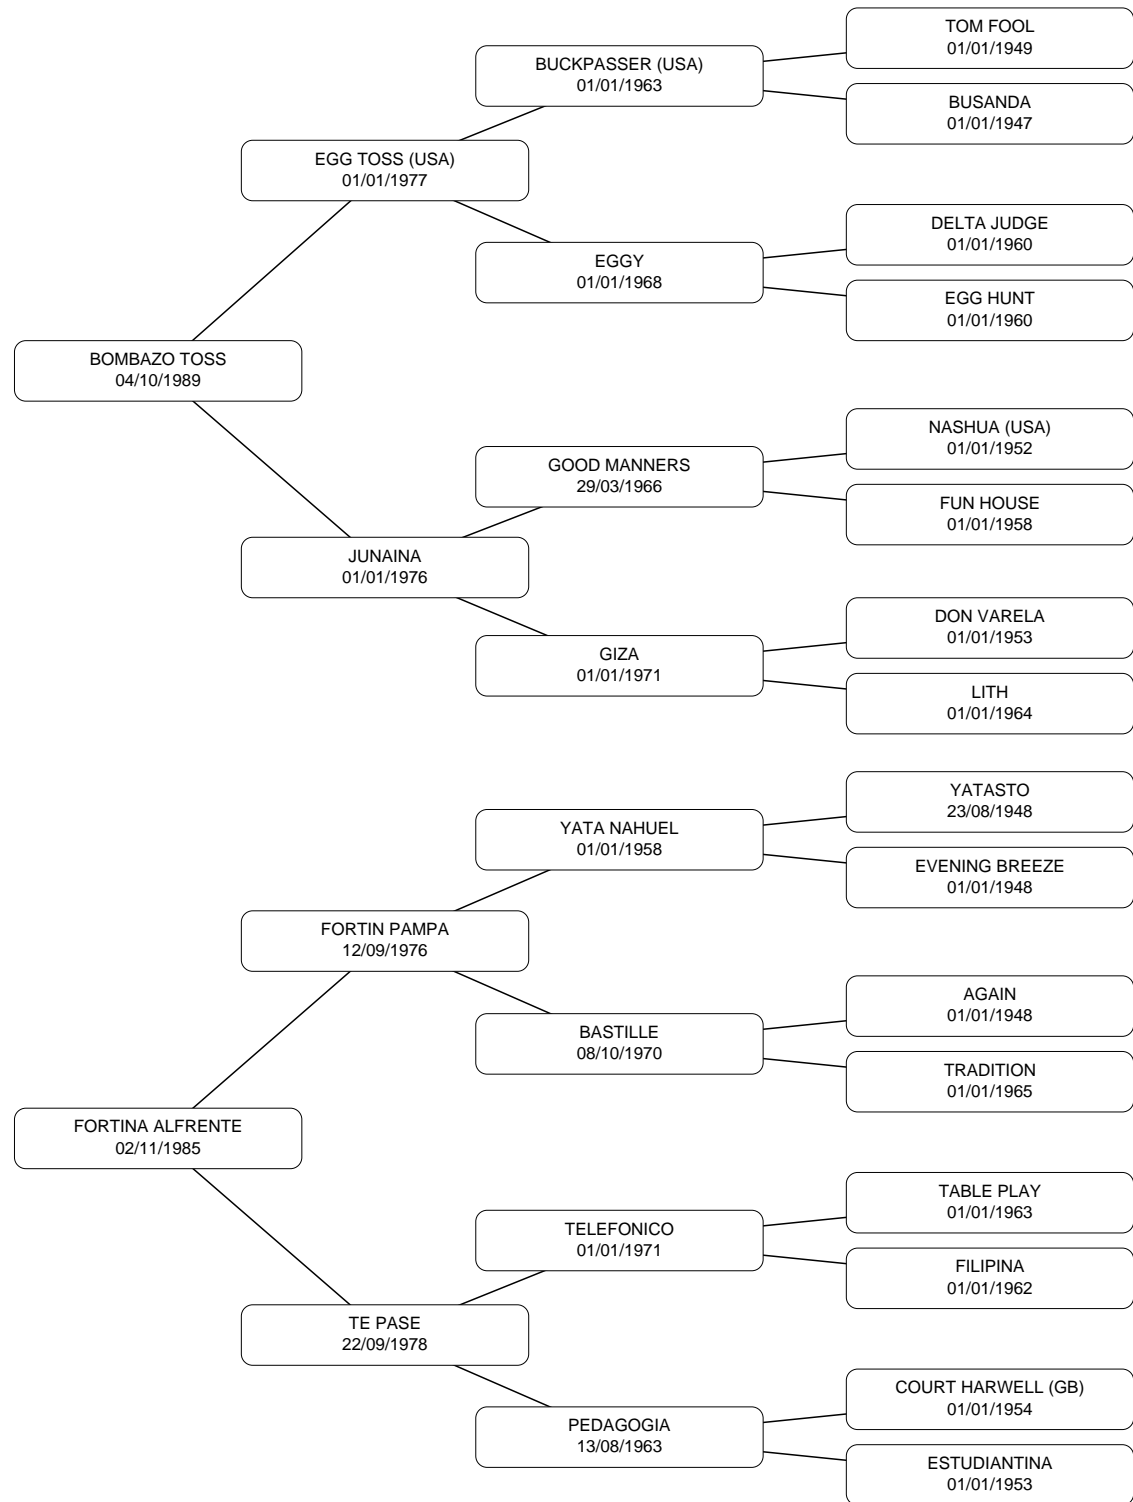 TOM FOOL
01/01/1949
BUCKPASSER (USA)
01/01/1963
BUSANDA
01/01/1947
EGG TOSS (USA)
01/01/1977
DELTA JUDGE
01/01/1960
EGGY
01/01/1968
EGG HUNT
01/01/1960
BOMBAZO TOSS
04/10/1989
NASHUA (USA)
01/01/1952
GOOD MANNERS
29/03/1966
FUN HOUSE
01/01/1958
JUNAINA
01/01/1976
DON VARELA
01/01/1953
GIZA
01/01/1971
LITH
01/01/1964
YATASTO
23/08/1948
YATA NAHUEL
01/01/1958
EVENING BREEZE
01/01/1948
FORTIN PAMPA
12/09/1976
AGAIN
01/01/1948
BASTILLE
08/10/1970
TRADITION
01/01/1965
FORTINA ALFRENTE
02/11/1985
TABLE PLAY
01/01/1963
TELEFONICO
01/01/1971
FILIPINA
01/01/1962
TE PASE
22/09/1978
COURT HARWELL (GB)
01/01/1954
PEDAGOGIA
13/08/1963
ESTUDIANTINA
01/01/1953